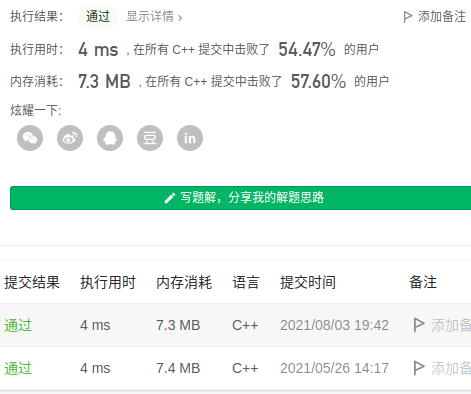 执行结果： 通过 显示详情 › 添加备注
执行用时： 4 ms , 在所有 C++ 提交中击败了 54.47% 的用户
内存消耗： 7.3 MB , 在所有 C++ 提交中击败了 57.60% 的用户
炫耀一下:
豆 in
写题解，分享我的解题思路
提交结果 执行用时 内存消耗 语言 提交时间 备注
通过 4 ms 7.3 MB C++ 2021/08/03 19:42 添加备
通过 4 ms 7.4 MB C++ 2021/05/26 14:17 添加备